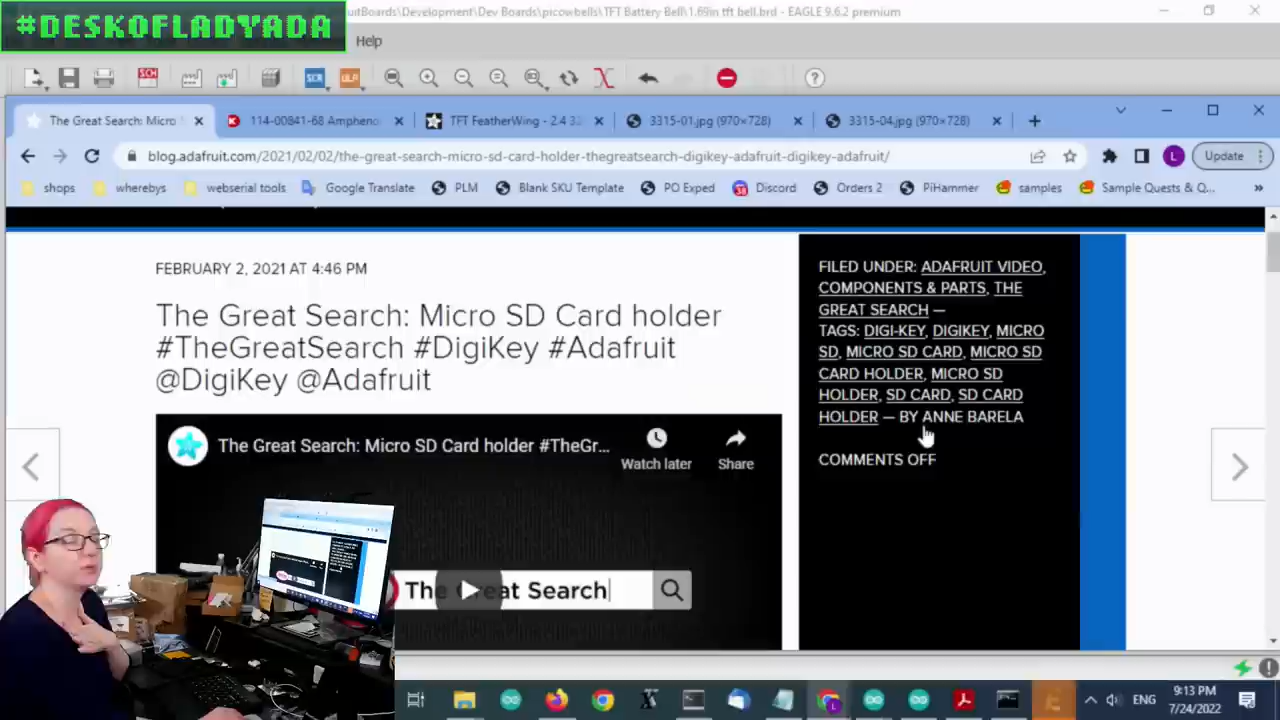 #DESKOFLADYADA
uitBoards\Development\Dev Boards\picowbells\TFT Battery Bell\1.69in tft bell.brd - EAGLE 9.6.2 premium
Help
SCH
SCR
ULP
The Great Search: Micro S
114-00841-68 Ampheno
TFT FeatherWing - 2.4 32
3315-01.jpg (970×728)
3315-04.jpg (970×728)
blog.adafruit.com/2021/02/02/the-great-search-micro-sd-card-holder-thegreatsearch-digikey-adafruit-digikey-adafruit/
L
Update
shops
wherebys
webserial tools
Google Translate
PLM
Blank SKU Template
PO Exped
Discord
Orders 2
PiHammer
samples
Sample Quests & Q...
»
FEBRUARY 2, 2021 AT 4:46 PM
The Great Search: Micro SD Card holder
#TheGreatSearch #DigiKey #Adafruit
@DigiKey @Adafruit
The Great Search: Micro SD Card holder #TheGr...
Watch later
Share
The Great Search
FILED UNDER: ADAFRUIT VIDEO,
COMPONENTS & PARTS, THE
GREAT SEARCH —
TAGS: DIGI-KEY, DIGIKEY, MICRO
SD, MICRO SD CARD, MICRO SD
CARD HOLDER, MICRO SD
HOLDER, SD CARD, SD CARD
HOLDER — BY ANNE BARELA
COMMENTS OFF
ENG
9:13 PM
7/24/2022